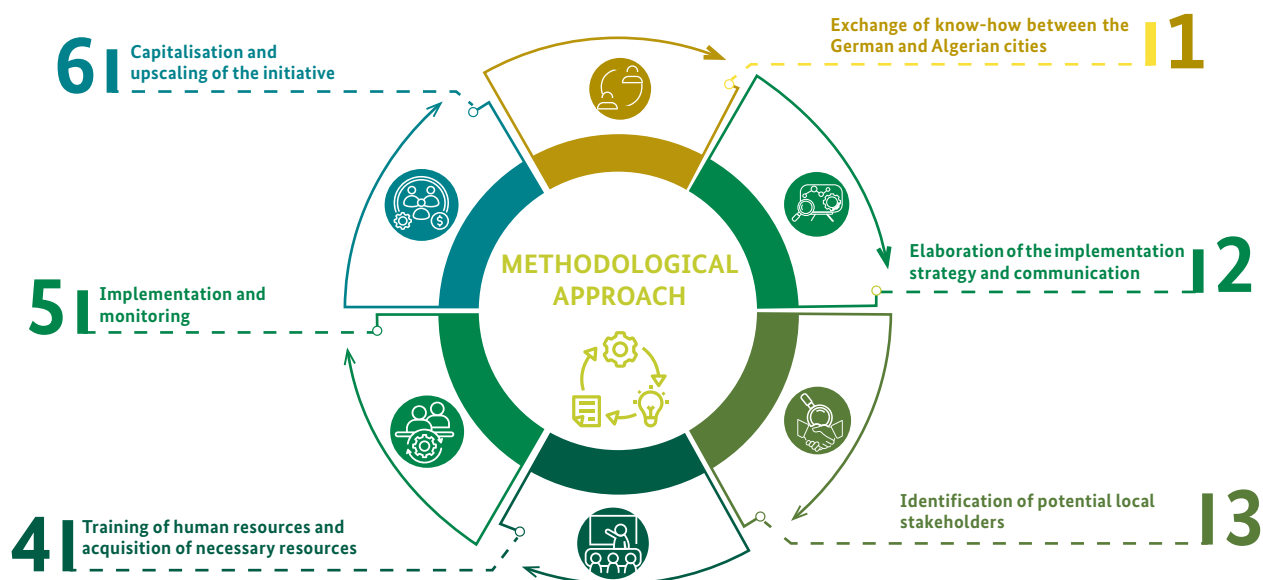 METHODOLOGICAL
APPROACH
1
Exchange of know-how between the
German and Algerian cities
2
Elaboration of the implementation
strategy and communication
3
Identification of potential local
stakeholders
4
Training of human resources and
acquisition of necessary resources
5
Implementation and
monitoring
6
Capitalisation and
upscaling of the initiative
$